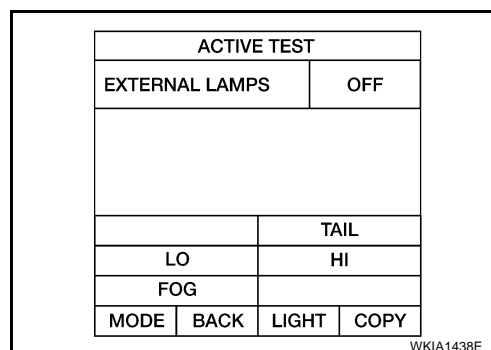 ACTIVE TEST
EXTERNAL LAMPS OFF
TAIL
LO HI
FOG
MODE BACK LIGHT COPY
WKIA1438E